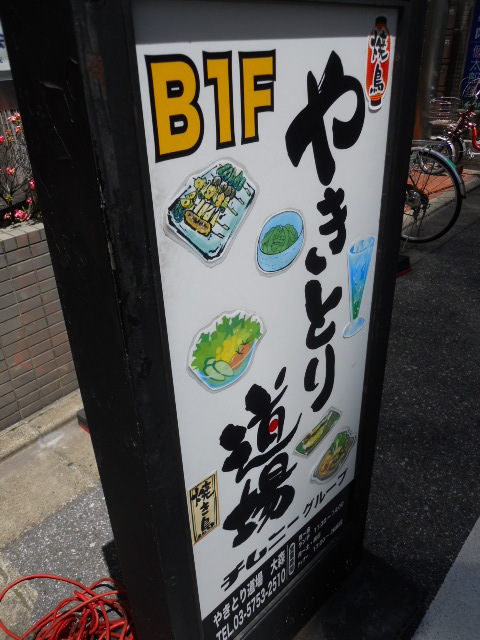 焼鳥
B1F
やきとり道場
焼き鳥
チムニーグループ
やきとり道場 大森
TEL.03-5753-2510